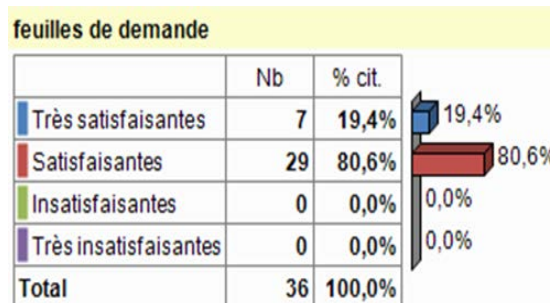 feuilles de demande
Nb % cit.
Très satisfaisantes 7 19,4% 19,4%
Satisfaisantes 29 80,6% 80,6%
Insatisfaisantes 0 0,0% 0,0%
Très insatisfaisantes 0 0,0% 0,0%
Total 36 100,0%